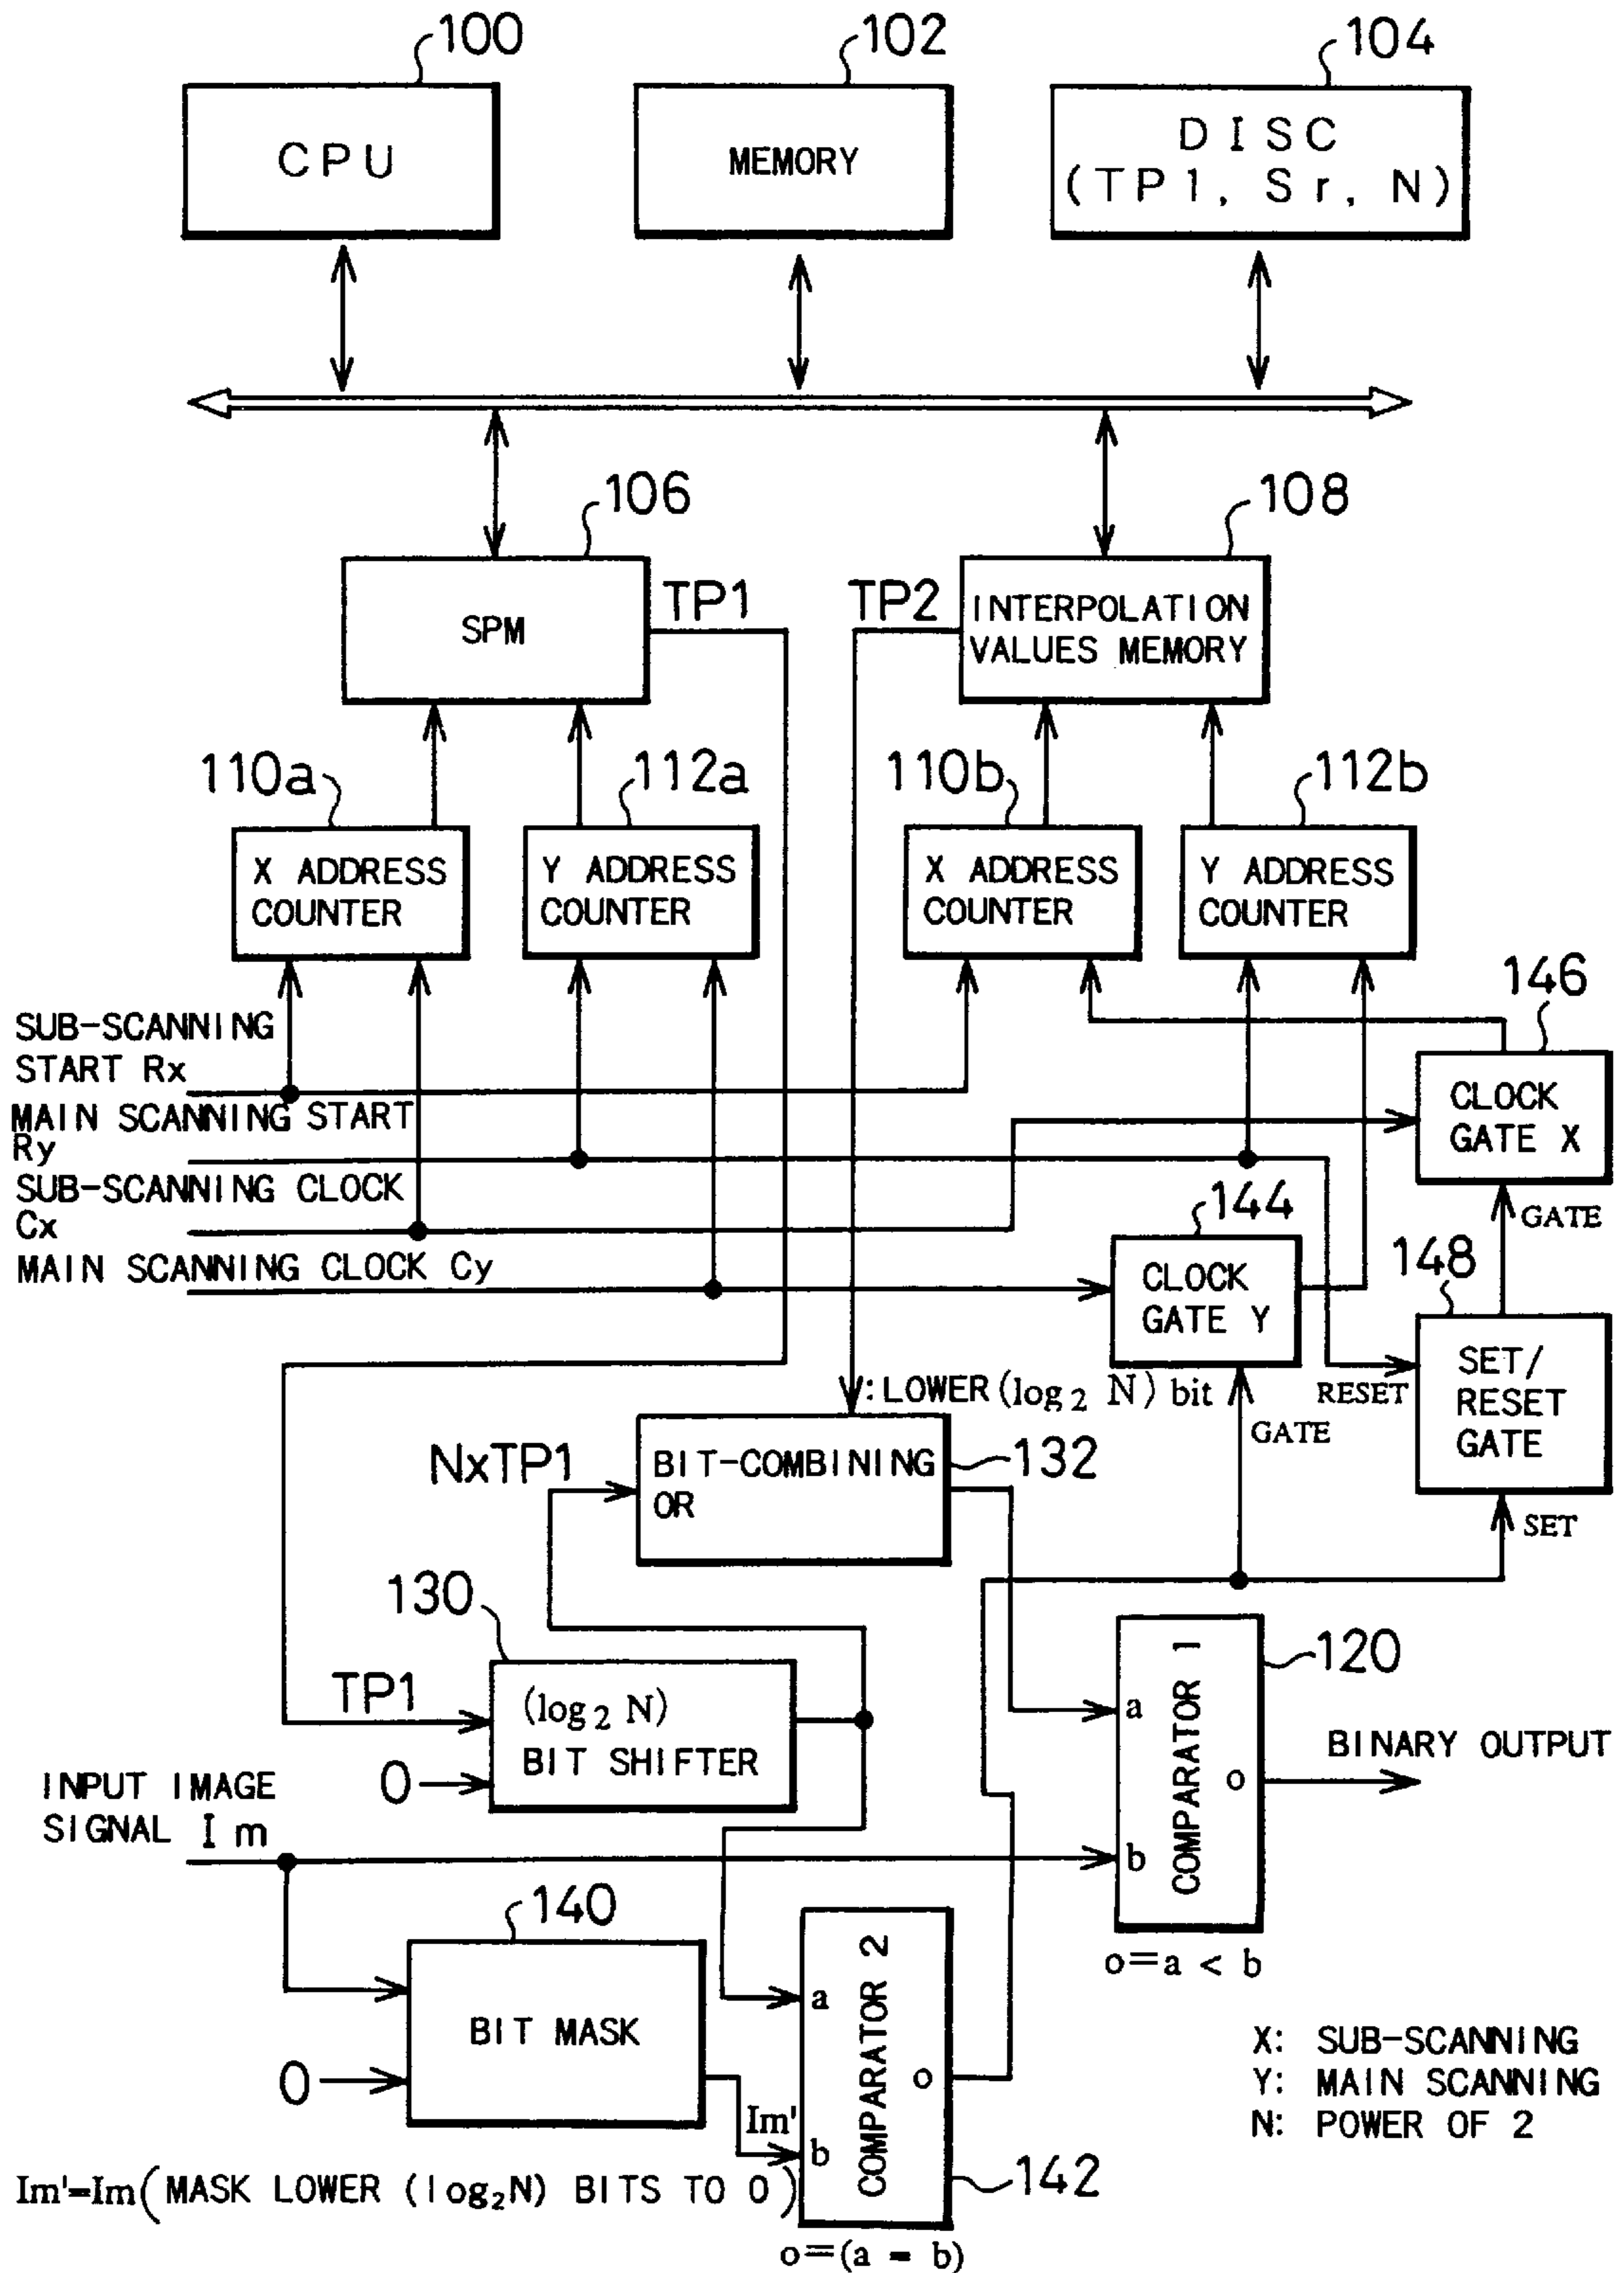 100
102
104
CPU
MEMORY
DISC
(TP1, Sr, N)
106
108
SPM
TP1
TP2
INTERPOLATION
VALUES MEMORY
110a
112a
110b
112b
X ADDRESS
COUNTER
Y ADDRESS
COUNTER
X ADDRESS
COUNTER
Y ADDRESS
COUNTER
146
SUB-SCANNING
START Rx
CLOCK
GATE X
MAIN SCANNING START
Ry
SUB-SCANNING CLOCK
Cx
144
GATE
MAIN SCANNING CLOCK Cy
148
CLOCK
GATE Y
SET/
RESET
GATE
: LOWER (log2 N) bit
RESET
GATE
NxTP1
BIT-COMBINING
OR
132
SET
130
120
TP1
(log2 N)
BIT SHIFTER
0
COMPARATOR 1
a
b
o
BINARY OUTPUT
INPUT IMAGE
SIGNAL Im
140
o=a < b
BIT MASK
0
COMPARATOR 2
a
b
o
Im'
142
X: SUB-SCANNING
Y: MAIN SCANNING
N: POWER OF 2
Im'=Im(MASK LOWER (log2N) BITS TO 0)
o=(a = b)